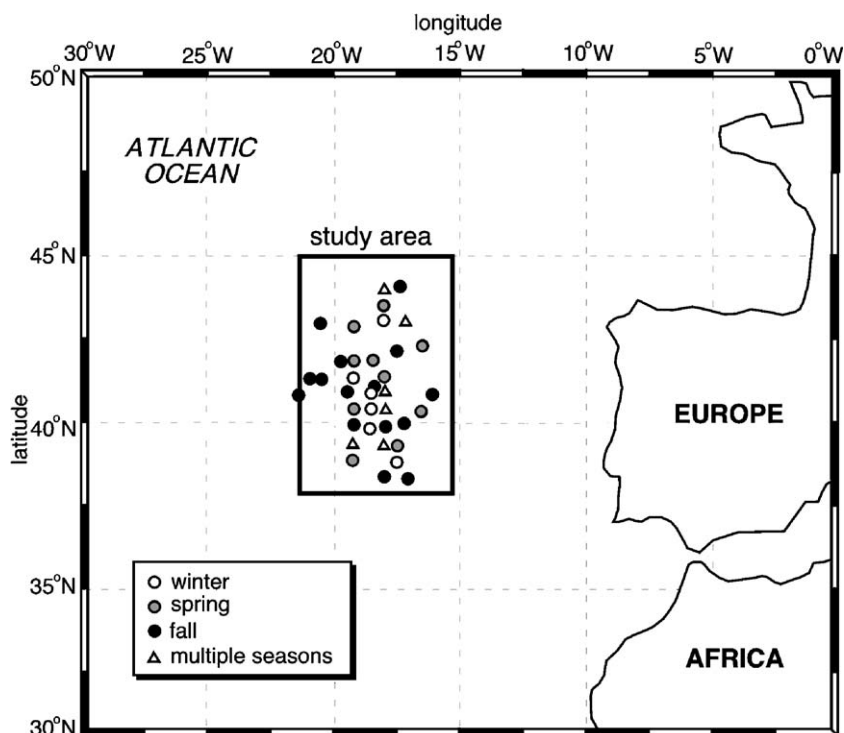 longitude
30°W 25°W 20°W 15°W 10°W 5°W 0°W
50°N
ATLANTIC
OCEAN
study area
45°N
latitude
40°N
EUROPE
winter
spring
fall
multiple seasons
35°N
AFRICA
30°N